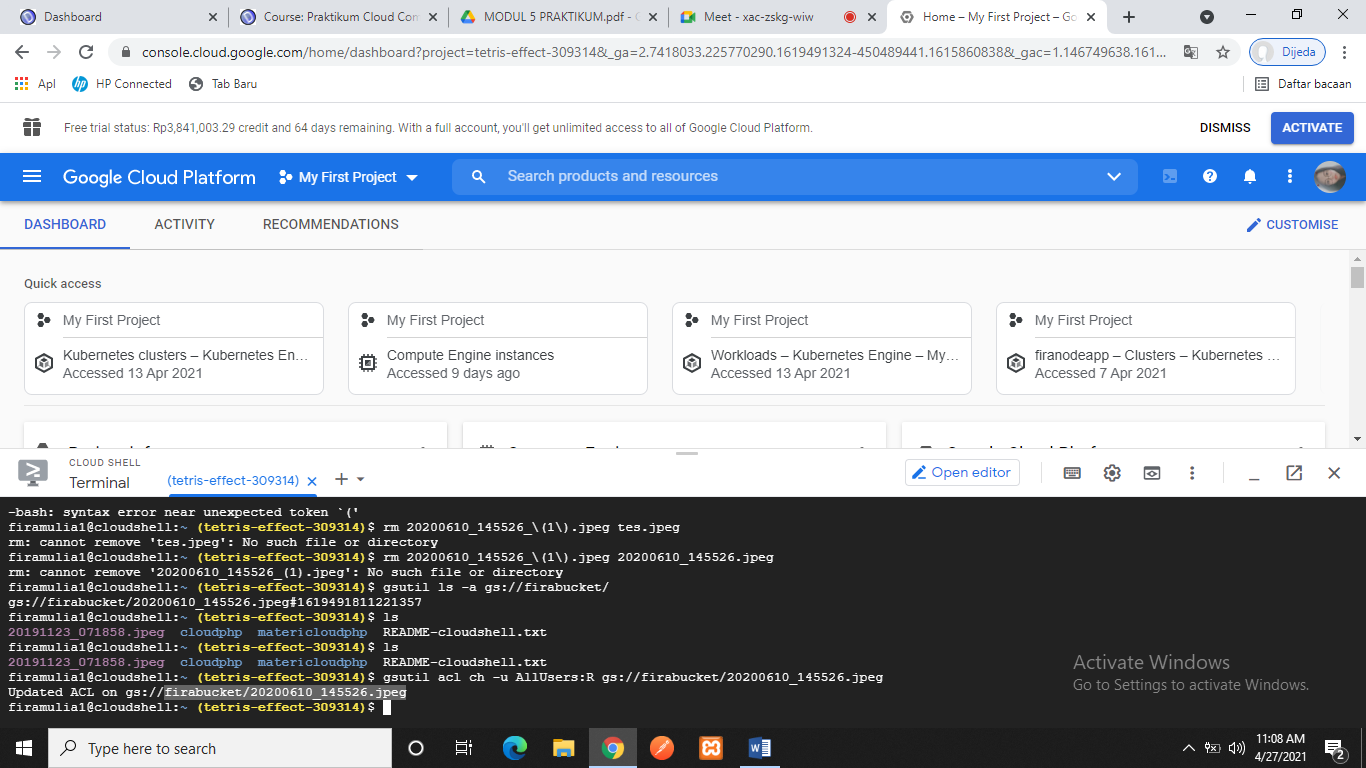 Dashboard
Course: Praktikum Cloud Com
MODUL 5 PRAKTIKUM.pdf - G
Meet - xac-zskg-wiw
Home – My First Project – Go
console.cloud.google.com/home/dashboard?project=tetris-effect-309314&_ga=2.7418033.225770290.1619491324-450489441.1615860838&_gac=1.146749638.161...
Dijeda
Apl
HP Connected
Tab Baru
Daftar bacaan
Free trial status: Rp3,841,003.29 credit and 64 days remaining. With a full account, you'll get unlimited access to all of Google Cloud Platform.
DISMISS
ACTIVATE
Google Cloud Platform
My First Project
Search products and resources
DASHBOARD
ACTIVITY
RECOMMENDATIONS
CUSTOMISE
Quick access
My First Project
Kubernetes clusters – Kubernetes En...
Accessed 13 Apr 2021
My First Project
Compute Engine instances
Accessed 9 days ago
My First Project
Workloads – Kubernetes Engine – My...
Accessed 13 Apr 2021
My First Project
firanodeapp – Clusters – Kubernetes ...
Accessed 7 Apr 2021
CLOUD SHELL
Terminal
(tetris-effect-309314)
Open editor
-bash: syntax error near unexpected token `('
firamulia1@cloudshell:~ (tetris-effect-309314)$ rm 20200610_145526_\(1\).jpeg tes.jpeg
rm: cannot remove 'tes.jpeg': No such file or directory
firamulia1@cloudshell:~ (tetris-effect-309314)$ rm 20200610_145526_\(1\).jpeg 20200610_145526.jpeg
rm: cannot remove '20200610_145526_(1).jpeg': No such file or directory
firamulia1@cloudshell:~ (tetris-effect-309314)$ gsutil ls -a gs://firabucket/
gs://firabucket/20200610_145526.jpeg#1619491811221357
firamulia1@cloudshell:~ (tetris-effect-309314)$ ls
20191123_071858.jpeg cloudphp matericloudphp README-cloudshell.txt
firamulia1@cloudshell:~ (tetris-effect-309314)$ ls
20191123_071858.jpeg cloudphp matericloudphp README-cloudshell.txt
firamulia1@cloudshell:~ (tetris-effect-309314)$ gsutil acl ch -u AllUsers:R gs://firabucket/20200610_145526.jpeg
Updated ACL on gs://firabucket/20200610_145526.jpeg
firamulia1@cloudshell:~ (tetris-effect-309314)$
Activate Windows
Go to Settings to activate Windows.
Type here to search
11:08 AM
4/27/2021
2